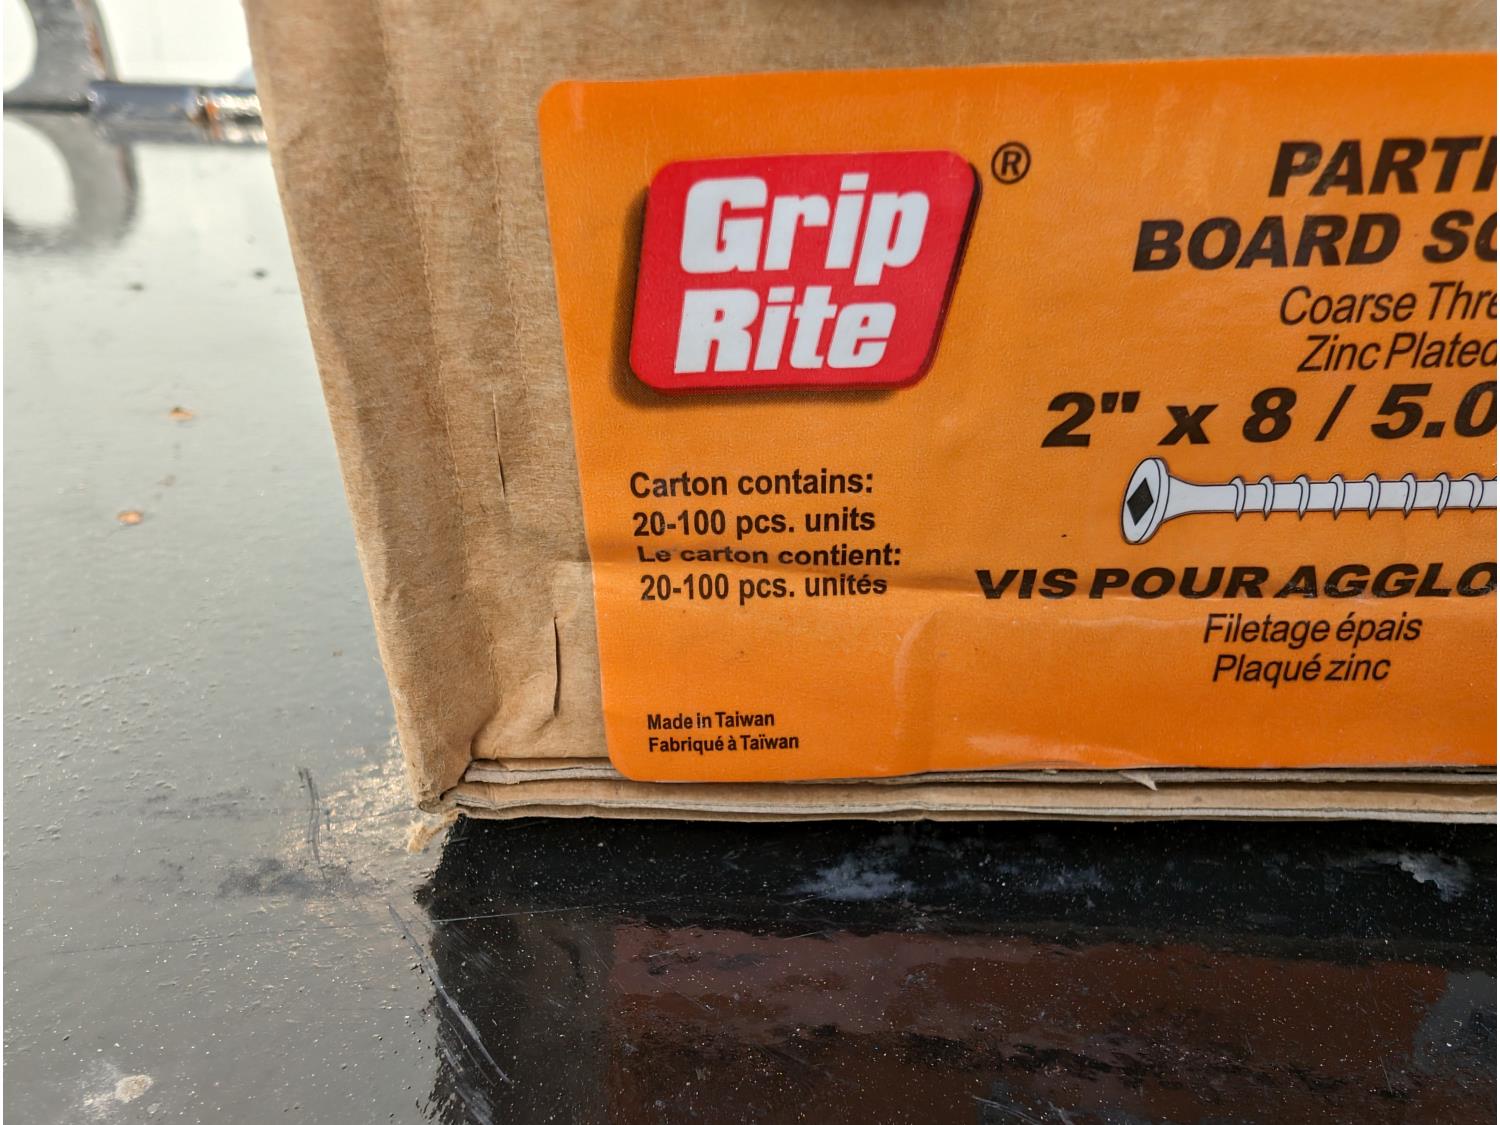 Grip
Rite
®
PARTI
BOARD SC
Coarse Thre
Zinc Plated
2" x 8 / 5.0
Carton contains:
20-100 pcs. units
Le carton contient:
20-100 pcs. unités
VIS POUR AGGLO
Filetage épais
Plaqué zinc
Made in Taiwan
Fabriqué à Taïwan